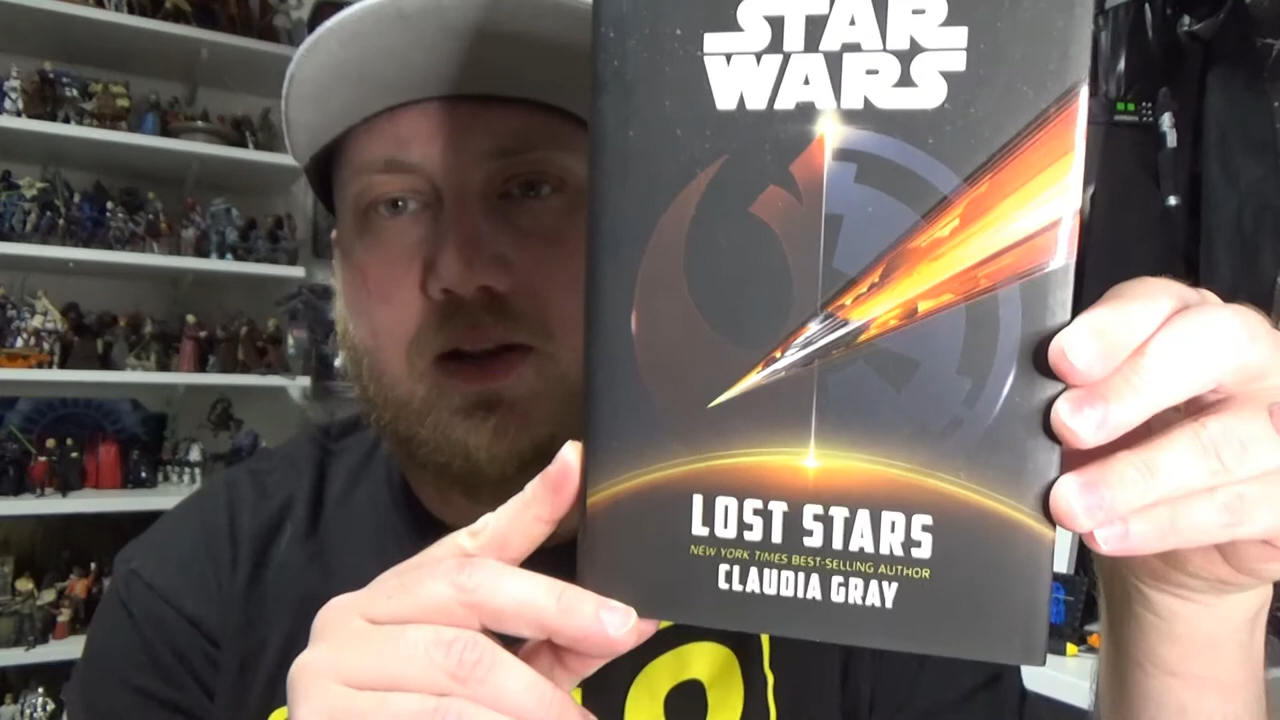 STAR
WARS
LOST STARS
NEW YORK TIMES BEST-SELLING AUTHOR
CLAUDIA GRAY